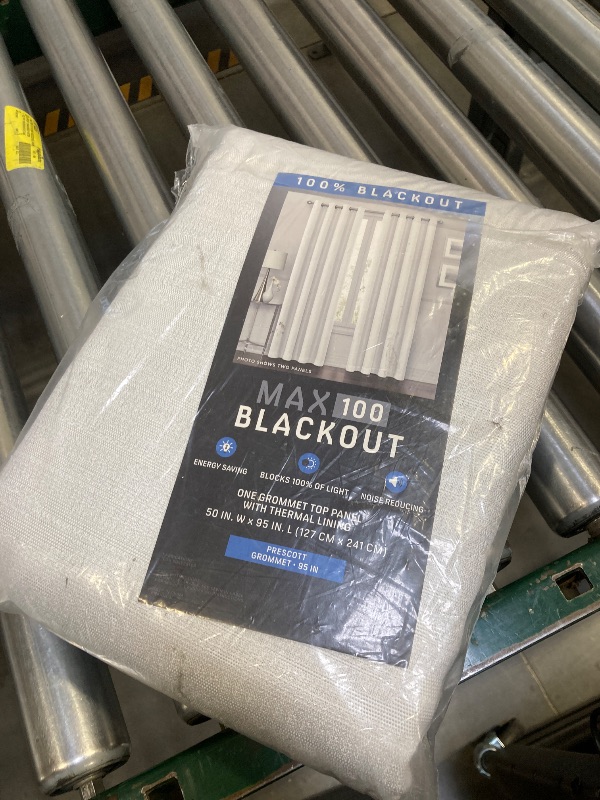 100% BLACKOUT
PHOTO SHOWS TWO PANELS
MAX 100
BLACKOUT
ENERGY SAVING
BLOCKS 100% OF LIGHT
NOISE REDUCING
ONE GROMMET TOP PANEL
WITH THERMAL LINING
50 IN. W x 95 IN. L (127 CM x 241 CM)
PRESCOTT
GROMMET • 95 IN